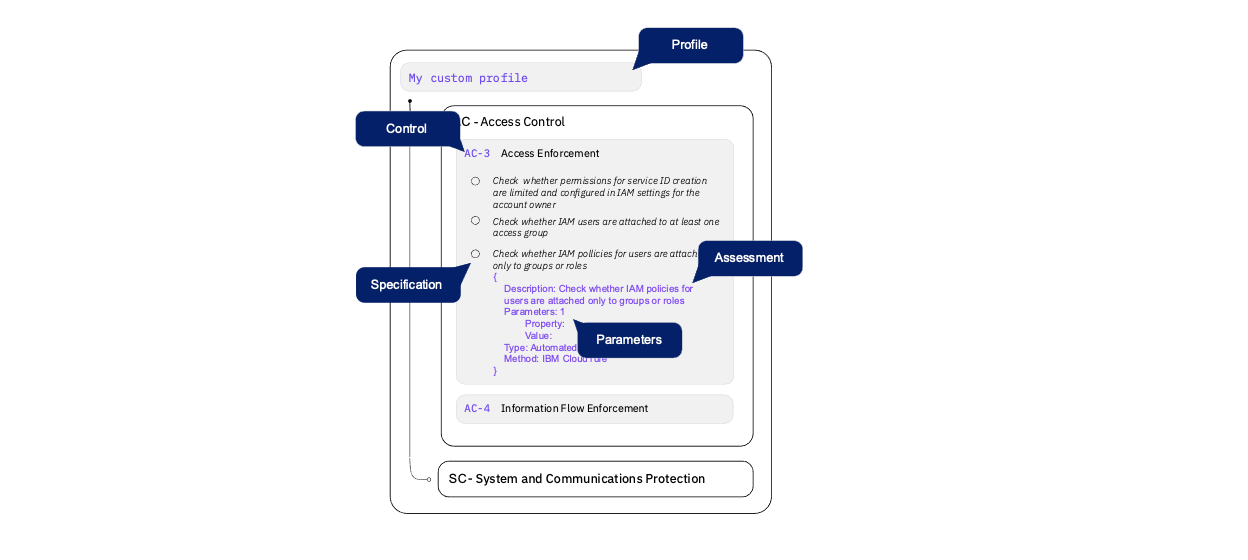 Profile
My custom profile
C - Access Control
Control
AC-3 Access Enforcement
Check whether permissions for service ID creation
are limited and configured in IAM settings for the
account owner
Check whether IAM users are attached to at least one
access group
Check whether IAM pollicies for users are attach
only to groups or roles
Assessment
Specification
{
Description: Check whether IAM policies for
users are attached only to groups or roles
Parameters: 1
Property:
Value:
Parameters
Type: Automated
Method: IBM Cloud rule
}
AC-4 Information Flow Enforcement
SC - System and Communications Protection